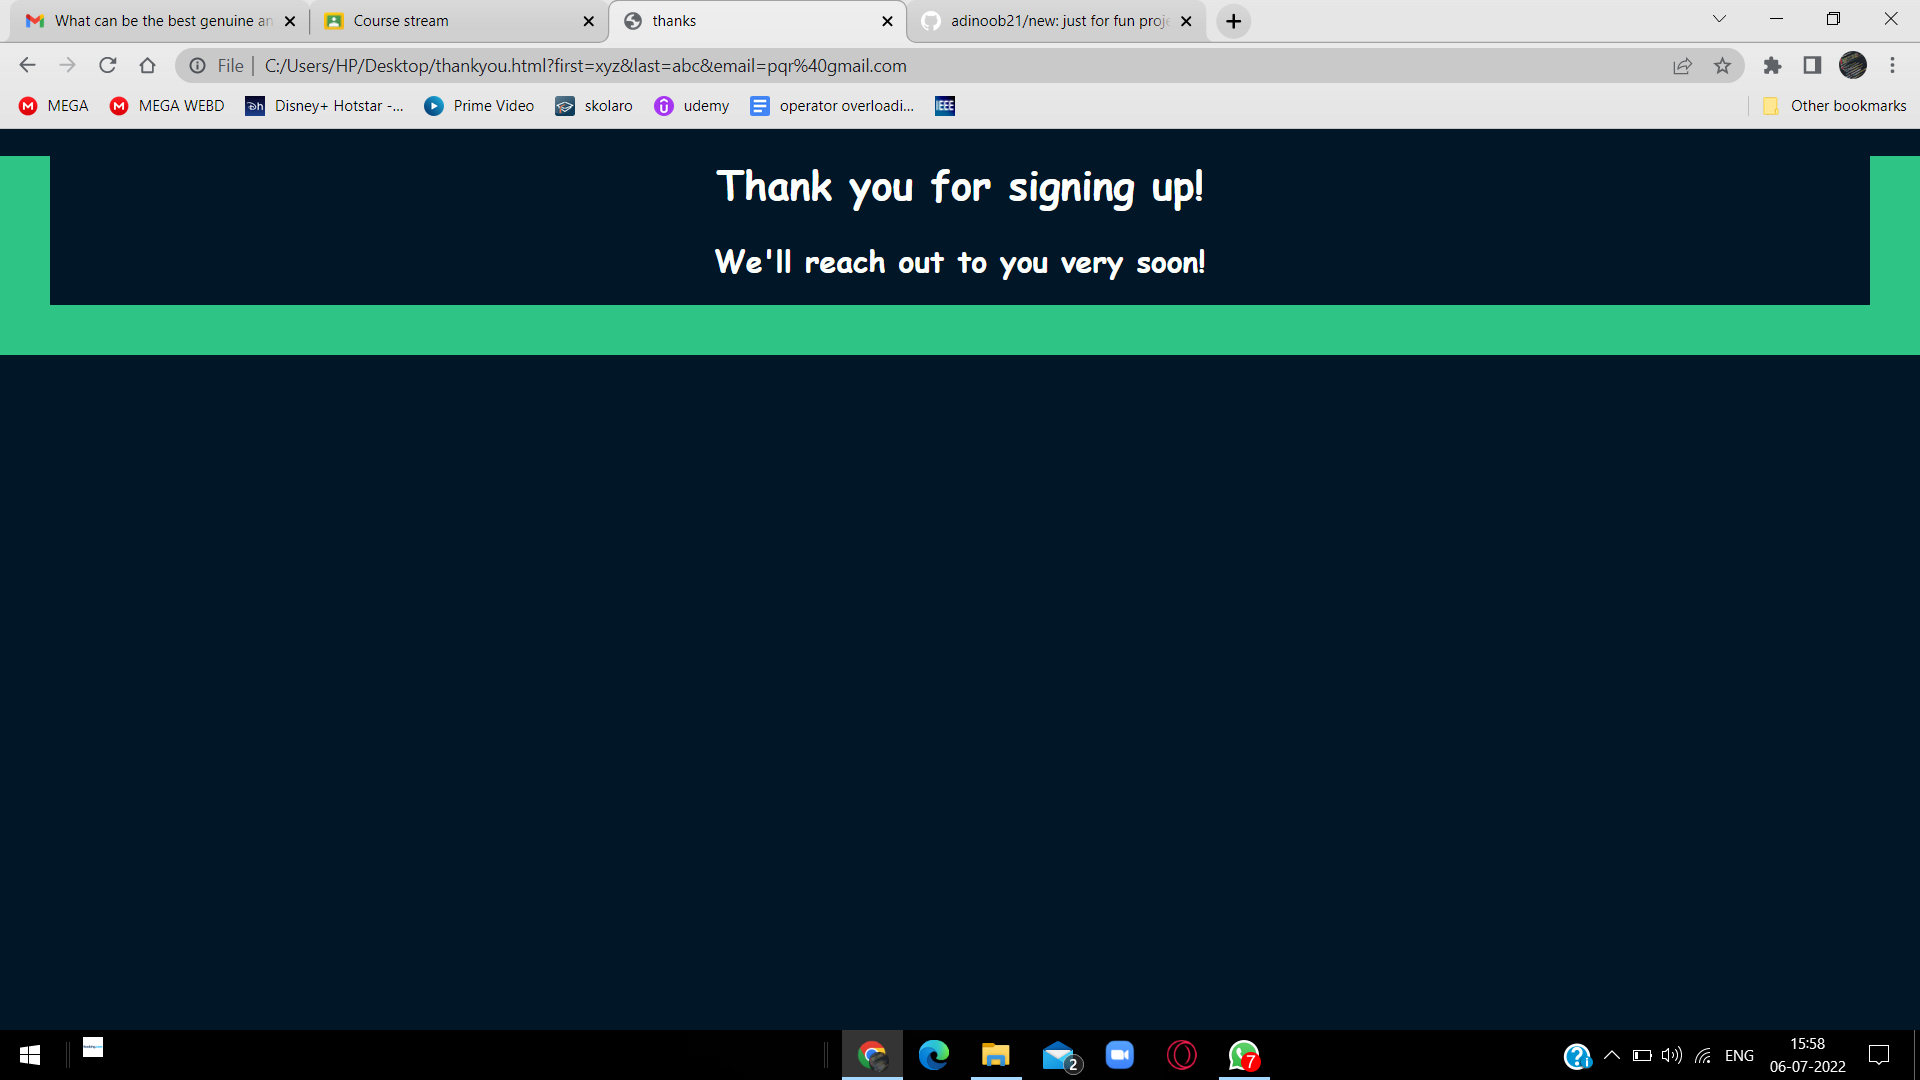 What can be the best genuine an
Course stream
thanks
adinoob21/new: just for fun proje
File
C:/Users/HP/Desktop/thankyou.html?first=xyz&last=abc&email=pqr%40gmail.com
MEGA
MEGA WEBD
Disney+ Hotstar -...
Prime Video
skolaro
udemy
operator overloadi...
IEEE
Other bookmarks
Thank you for signing up!
We'll reach out to you very soon!
2
7
ENG
15:58
06-07-2022